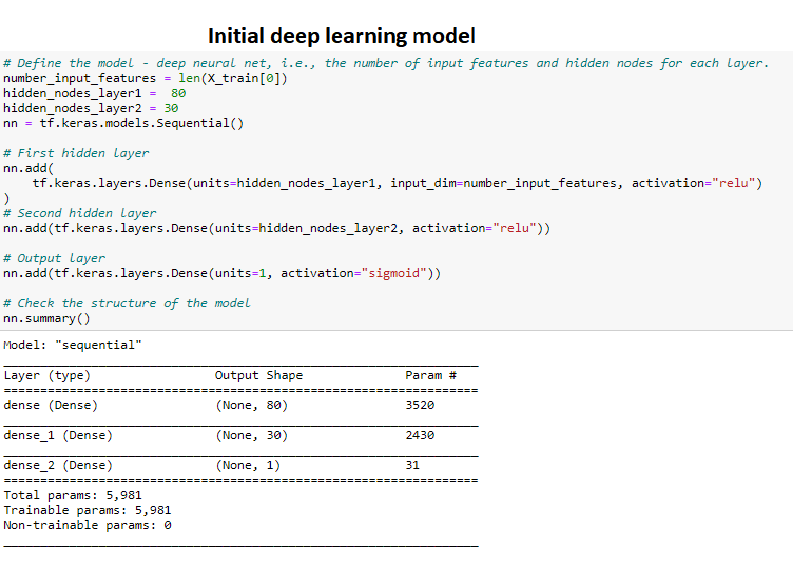 Initial deep learning model
# Define the model - deep neural net, i.e., the number of input features and hidden nodes for each layer.
number_input_features = len(X_train[0])
hidden_nodes_layer1 =  80
hidden_nodes_layer2 = 30
nn = tf.keras.models.Sequential()
# First hidden layer
nn.add(
    tf.keras.layers.Dense(units=hidden_nodes_layer1, input_dim=number_input_features, activation="relu")
)
# Second hidden layer
nn.add(tf.keras.layers.Dense(units=hidden_nodes_layer2, activation="relu"))
# Output layer
nn.add(tf.keras.layers.Dense(units=1, activation="sigmoid"))
# Check the structure of the model
nn.summary()
Model: "sequential"
Layer (type) Output Shape Param #
dense (Dense) (None, 80) 3520
dense_1 (Dense) (None, 30) 2430
dense_2 (Dense) (None, 1) 31
Total params: 5,981
Trainable params: 5,981
Non-trainable params: 0